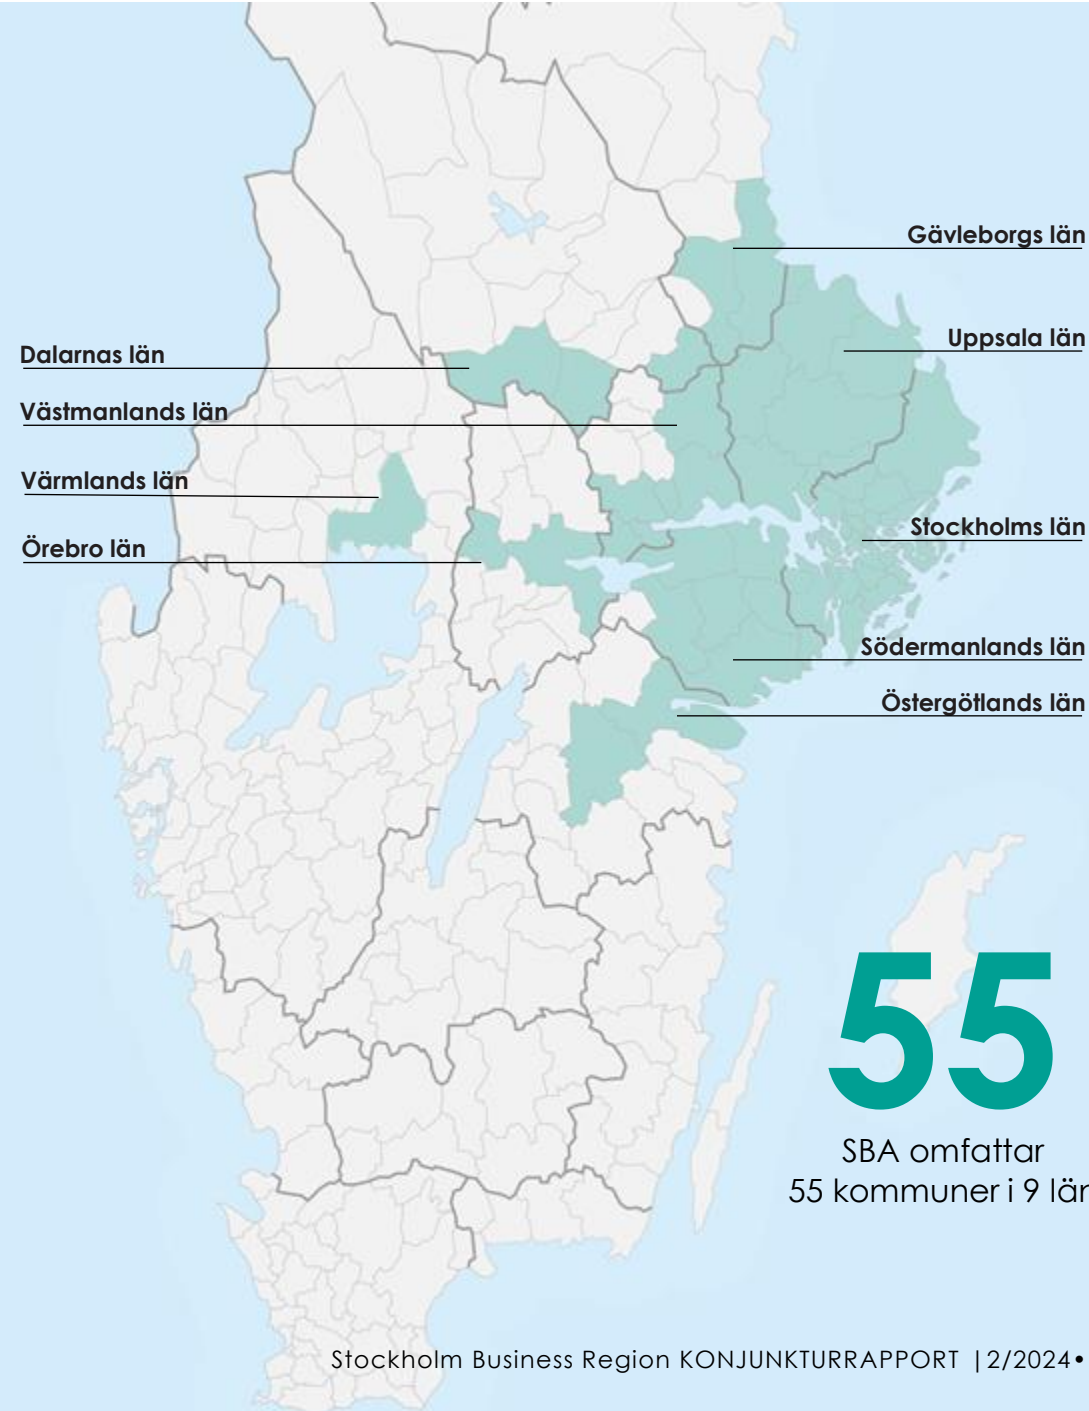 Gävleborgs län
Uppsala län
Dalarnas län
Västmanlands län
Värmlands län
Stockholms län
Örebro län
Södermanlands län
Östergötlands län
55
SBA omfattar
55 kommuner i 9 län
Stockholm Business Region KONJUNKTURRAPPORT |2/2024•